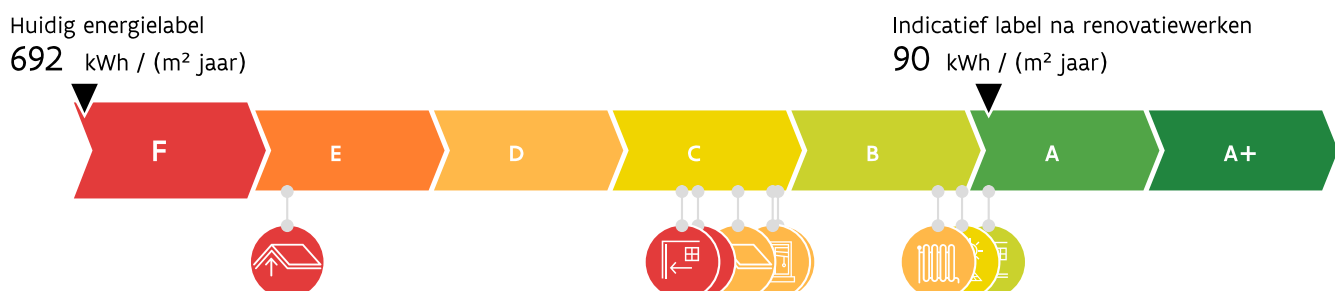 Huidig energielabel
692 kWh / (m² jaar)
Indicatief label na renovatiewerken
90 kWh / (m² jaar)
F E D C B A A+